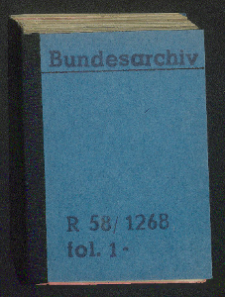 Bundesarchiv
R 58/1268
fol. 1-